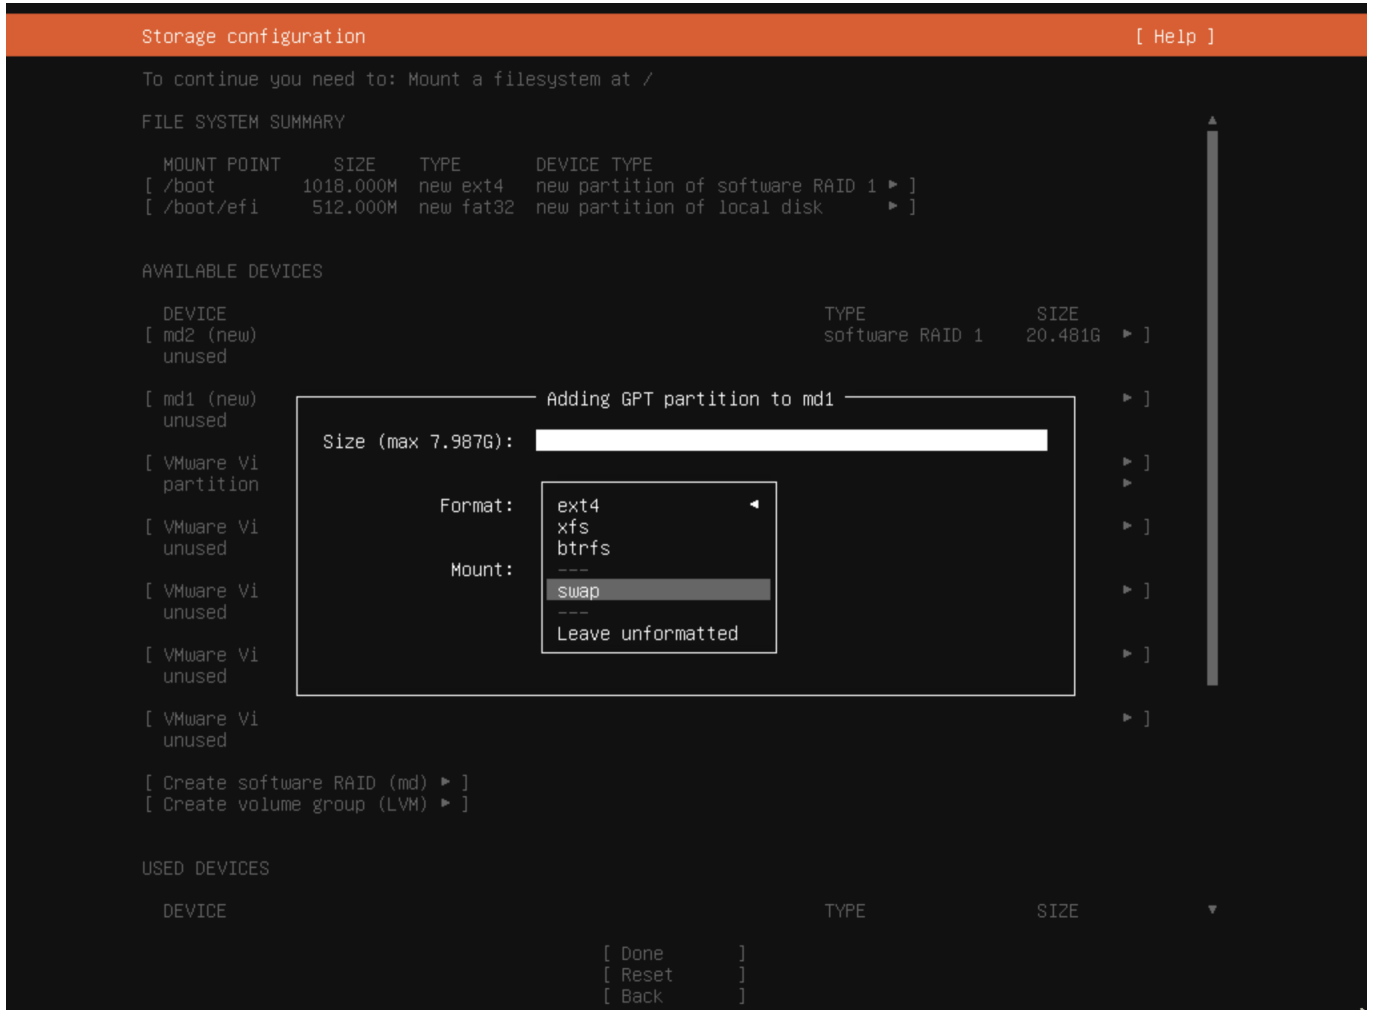 Storage configuration [ Help ]
To continue you need to: Mount a filesystem at /
FILE SYSTEM SUMMARY ▲
MOUNT POINT SIZE TYPE DEVICE TYPE
[ /boot 1018.000M new ext4 new partition of software RAID 1 ▸ ]
[ /boot/efi 512.000M new fat32 new partition of local disk ▸ ]
AVAILABLE DEVICES
DEVICE TYPE SIZE
[ md2 (new) software RAID 1 20.481G ▸ ]
unused
Adding GPT partition to md1
[ md1 (new) ▸ ]
unused
Size (max 7.987G):
[ VMware Vi ▸ ]
partition ▸
Format: ext4 ◂
[ VMware Vi xfs ▸ ]
unused btrfs
Mount: ---
[ VMware Vi swap ▸ ]
unused ---
Leave unformatted
[ VMware Vi ▸ ]
unused
[ VMware Vi ▸ ]
unused
[ Create software RAID (md) ▸ ]
[ Create volume group (LVM) ▸ ]
USED DEVICES
DEVICE TYPE SIZE ▼
[ Done ]
[ Reset ]
[ Back ]